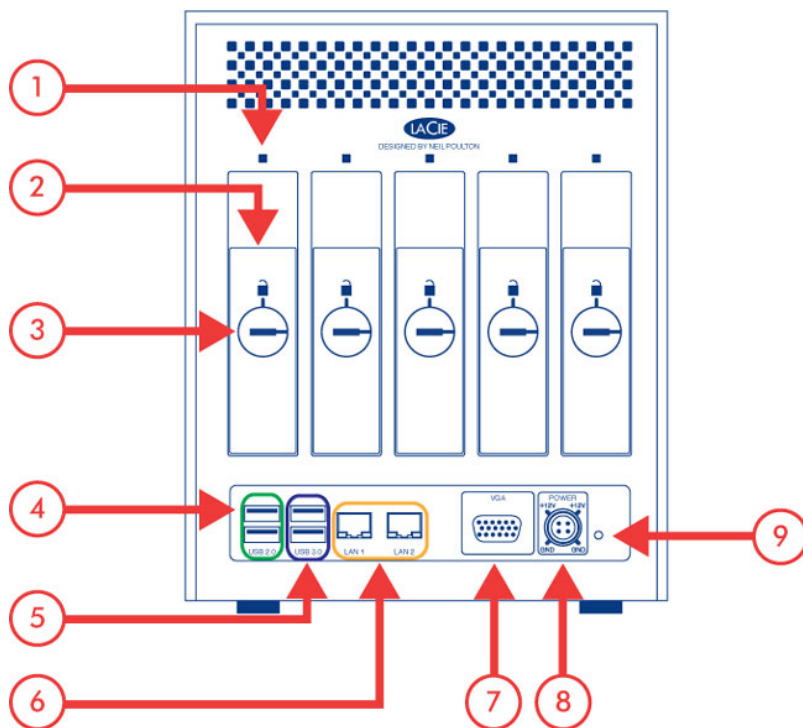 1
LACIE
DESIGNED BY NEIL POULTON
2
3
4
VGA
POWER
+12V +12V
9
USB 2.0
USB 3.0
LAN 1
LAN 2
GND GND
5
6
7
8